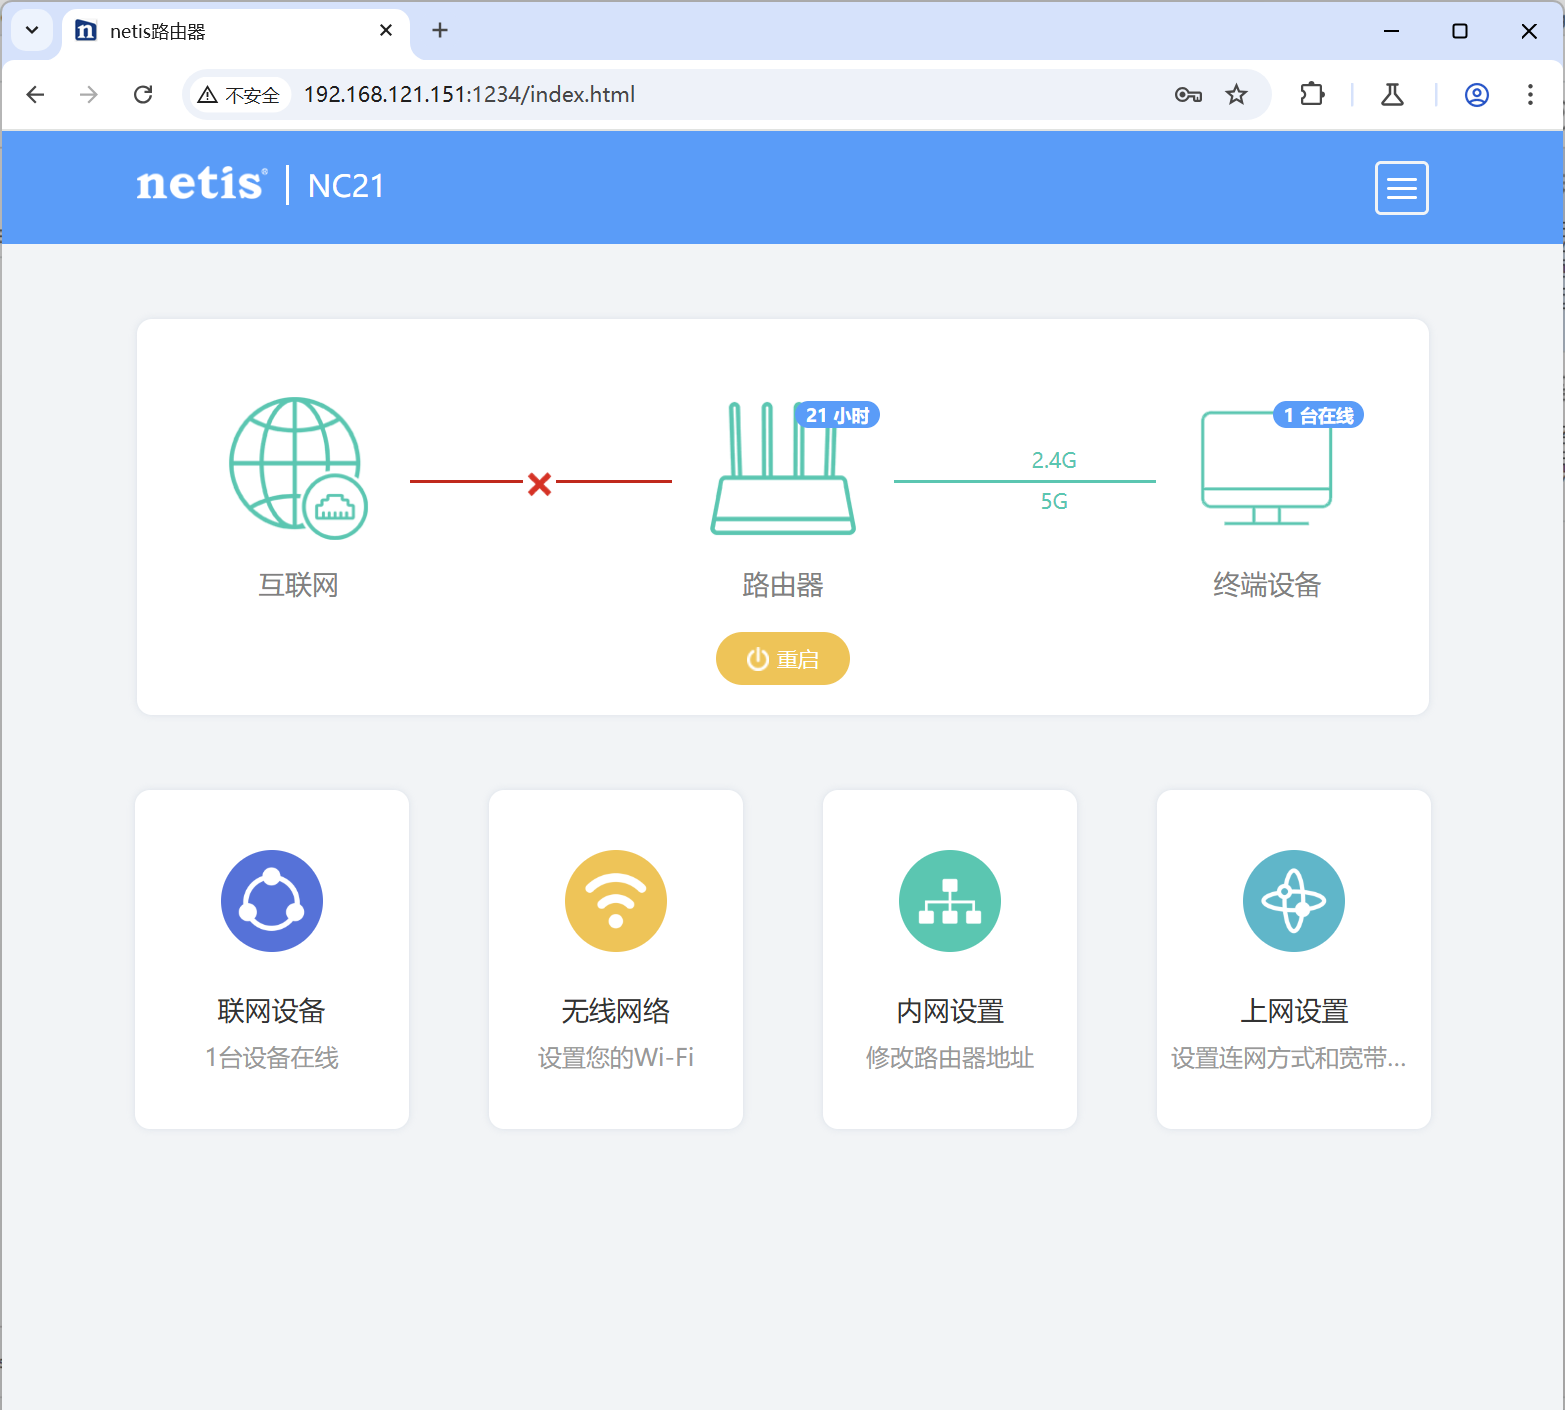 netis路由器
不安全
192.168.121.151:1234/index.html
netis® NC21
21 小时
1 台在线
2.4G
5G
互联网
路由器
终端设备
重启
联网设备
1台设备在线
无线网络
设置您的Wi-Fi
内网设置
修改路由器地址
上网设置
设置连网方式和宽带...